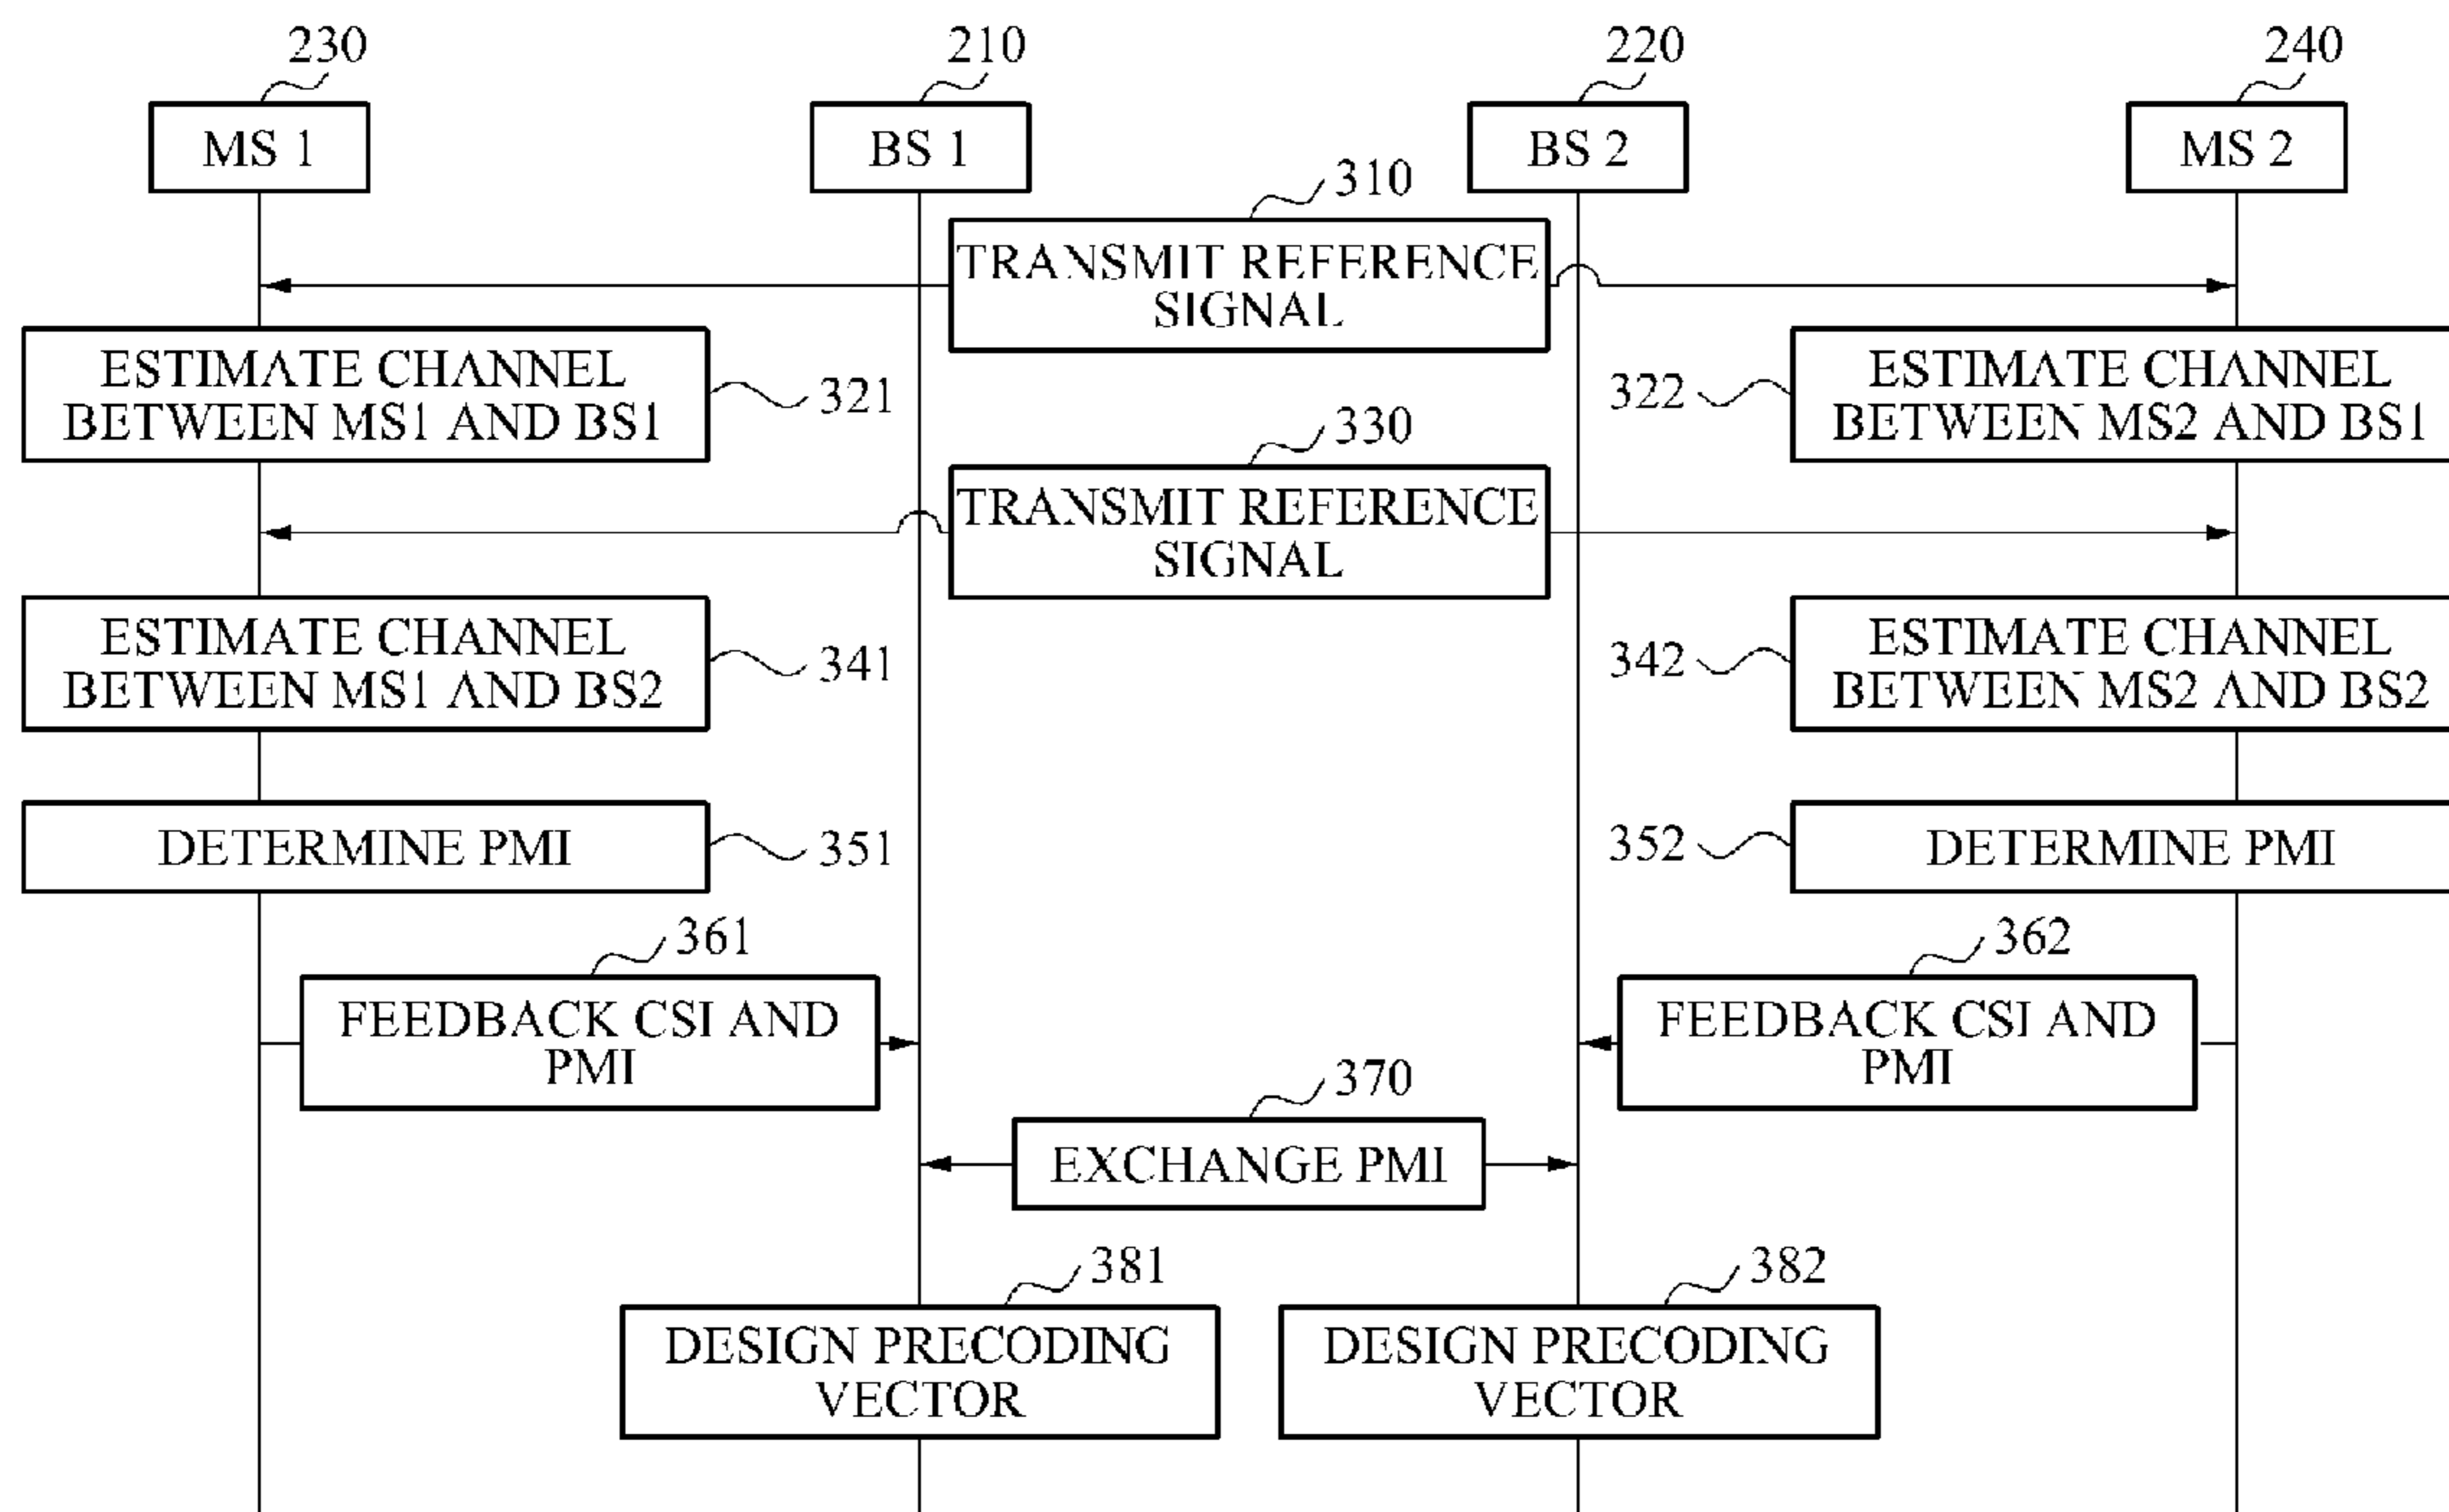 230
210
220
240
MS 1
BS 1
BS 2
MS 2
310
TRANSMIT REFERENCE
SIGNAL
ESTIMATE CHANNEL
BETWEEN MS1 AND BS1
321
322
ESTIMATE CHANNEL
BETWEEN MS2 AND BS1
330
TRANSMIT REFERENCE
SIGNAL
ESTIMATE CHANNEL
BETWEEN MS1 AND BS2
341
342
ESTIMATE CHANNEL
BETWEEN MS2 AND BS2
DETERMINE PMI
351
352
DETERMINE PMI
361
FEEDBACK CSI AND
PMI
362
FEEDBACK CSI AND
PMI
370
EXCHANGE PMI
381
DESIGN PRECODING
VECTOR
382
DESIGN PRECODING
VECTOR